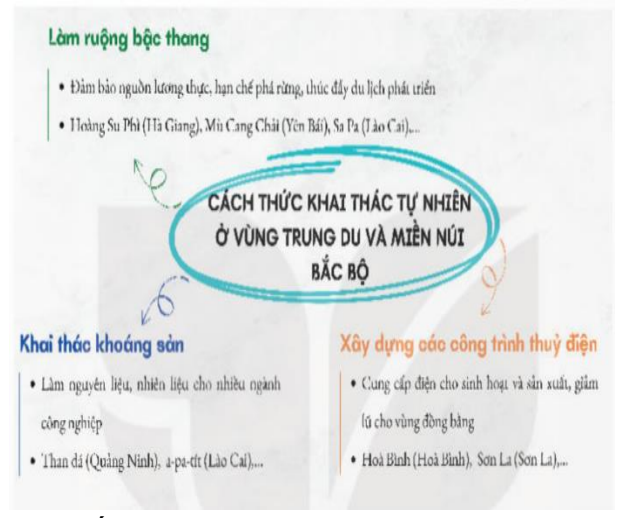 Làm ruộng bậc thang
• Đảm bảo nguồn lương thực, hạn chế phá rừng, thúc đẩy du lịch phát triển
• Hoàng Su Phì (Hà Giang), Mù Cang Chải (Yên Bái), Sa Pa (Lào Cai),...
CÁCH THỨC KHAI THÁC TỰ NHIÊN
Ở VÙNG TRUNG DU VÀ MIỀN NÚI
BẮC BỘ
Khai thác khoáng sản
• Làm nguyên liệu, nhiên liệu cho nhiều ngành
công nghiệp
• Than đá (Quảng Ninh), a-pa-tít (Lào Cai),...
Xây dựng các công trình thuỷ điện
• Cung cấp điện cho sinh hoạt và sản xuất, giảm
lũ cho vùng đồng bằng
• Hoà Bình (Hoà Bình), Sơn La (Sơn La),...